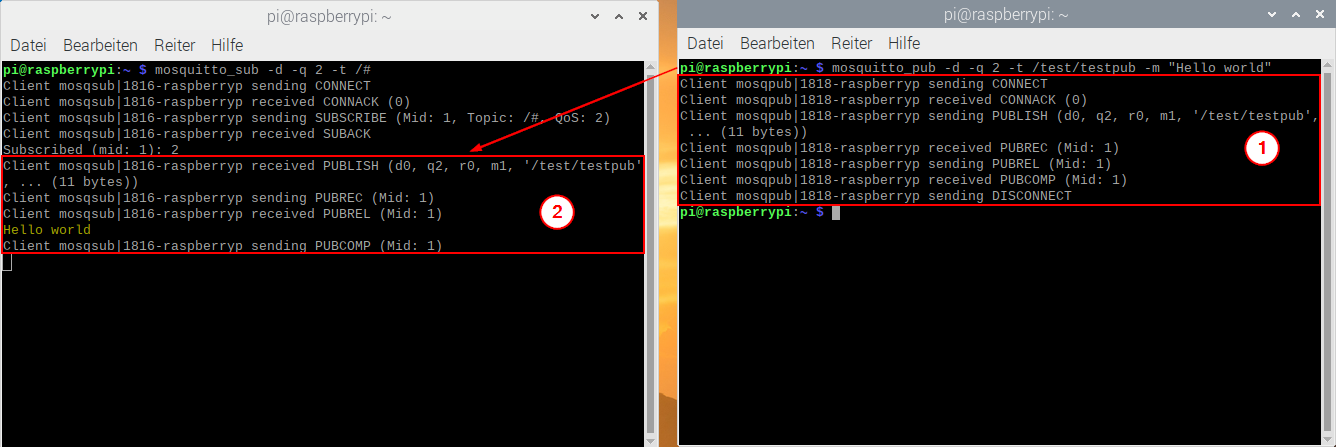 pi@raspberrypi: ~
Datei Bearbeiten Reiter Hilfe
pi@raspberrypi:~ $ mosquitto_sub -d -q 2 -t /#
Client mosqsub|1816-raspberryp sending CONNECT
Client mosqsub|1816-raspberryp received CONNACK (0)
Client mosqsub|1816-raspberryp sending SUBSCRIBE (Mid: 1, Topic: /#, QoS: 2)
Client mosqsub|1816-raspberryp received SUBACK
Subscribed (mid: 1): 2
Client mosqsub|1816-raspberryp received PUBLISH (d0, q2, r0, m1, '/test/testpub'
, ... (11 bytes))
Client mosqsub|1816-raspberryp sending PUBREC (Mid: 1)
Client mosqsub|1816-raspberryp received PUBREL (Mid: 1)
Hello world
Client mosqsub|1816-raspberryp sending PUBCOMP (Mid: 1)
2
pi@raspberrypi: ~
Datei Bearbeiten Reiter Hilfe
pi@raspberrypi:~ $ mosquitto_pub -d -q 2 -t /test/testpub -m "Hello world"
Client mosqpub|1818-raspberryp sending CONNECT
Client mosqpub|1818-raspberryp received CONNACK (0)
Client mosqpub|1818-raspberryp sending PUBLISH (d0, q2, r0, m1, '/test/testpub',
... (11 bytes))
Client mosqpub|1818-raspberryp received PUBREC (Mid: 1)
Client mosqpub|1818-raspberryp sending PUBREL (Mid: 1)
Client mosqpub|1818-raspberryp received PUBCOMP (Mid: 1)
Client mosqpub|1818-raspberryp sending DISCONNECT
pi@raspberrypi:~ $
1